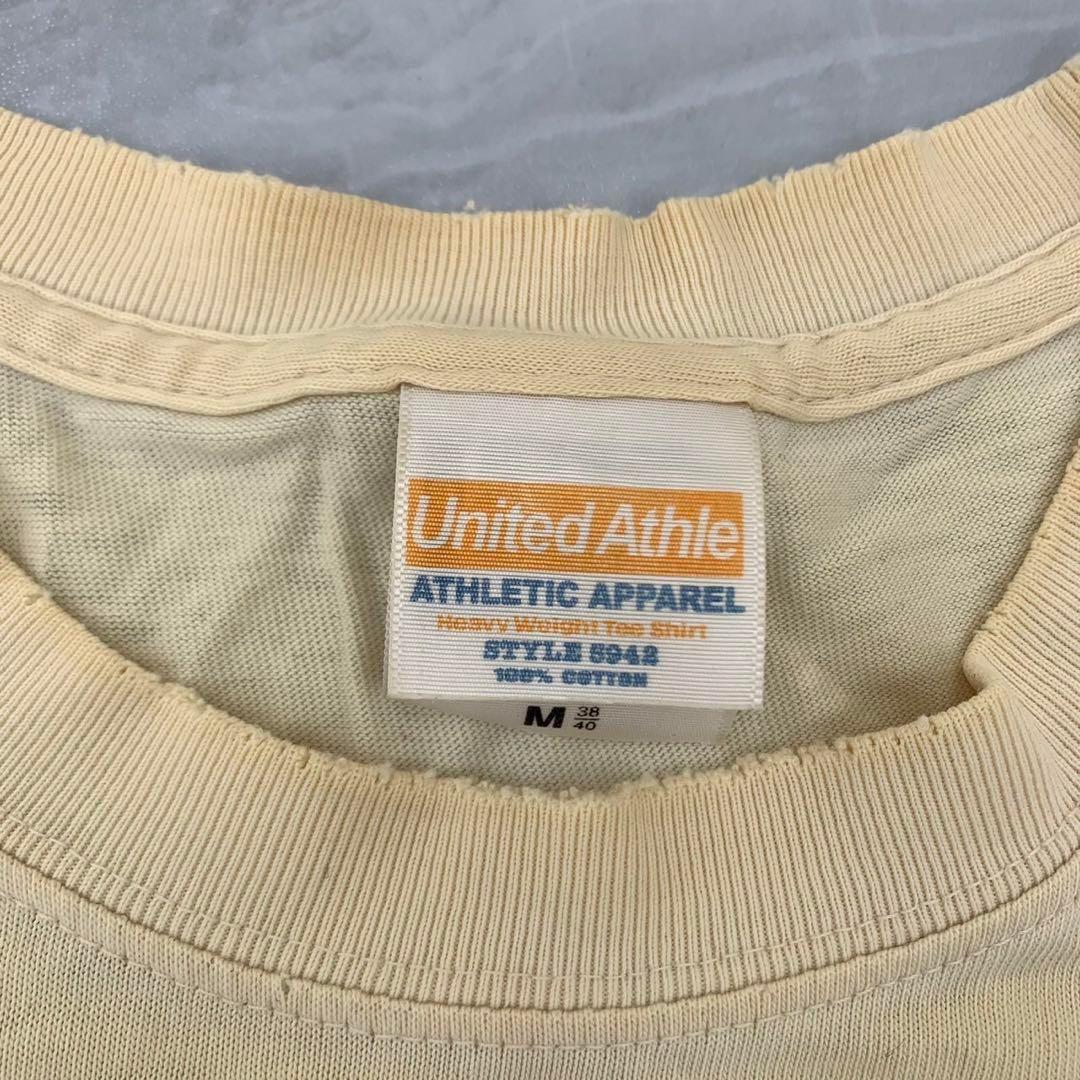 United Athle
ATHLETIC APPAREL
Heavy Weight Tee Shirt
STYLE 5942
100% COTTON
M 38/40